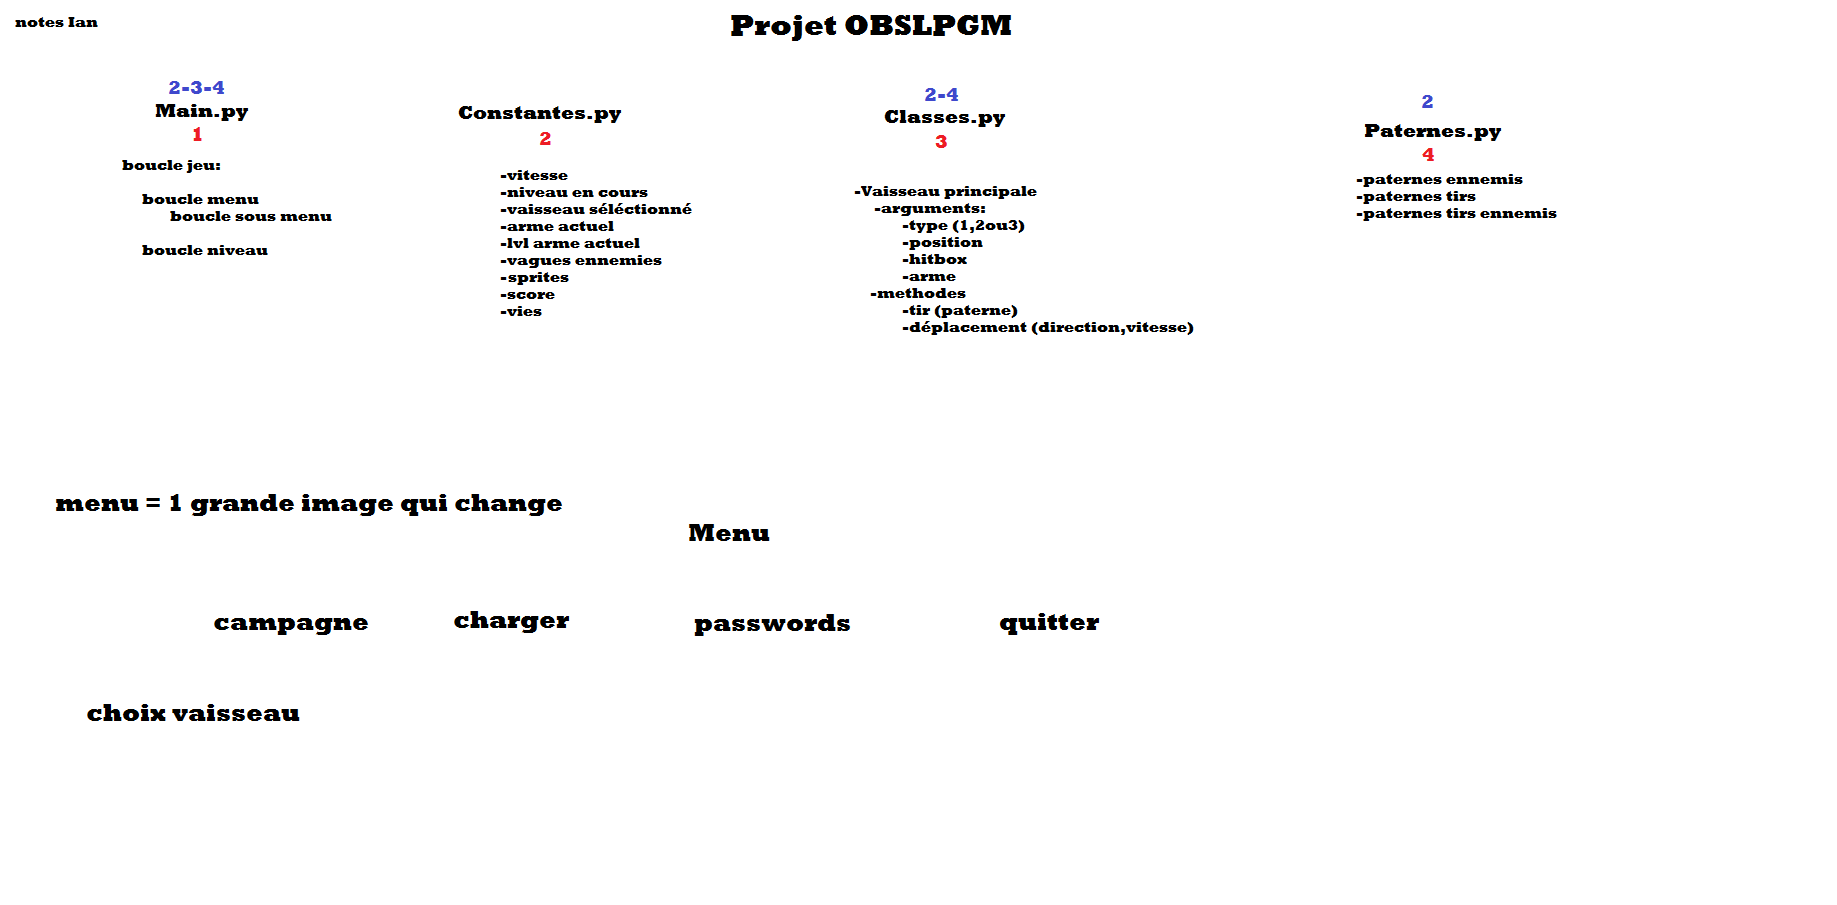 notes Ian
Projet OBSLPGM
2-3-4
Main.py
1
boucle jeu:
boucle menu
boucle sous menu
boucle niveau
Constantes.py
2
-vitesse
-niveau en cours
-vaisseau séléctionné
-arme actuel
-lvl arme actuel
-vagues ennemies
-sprites
-score
-vies
2-4
Classes.py
3
-Vaisseau principale
-arguments:
-type (1,2ou3)
-position
-hitbox
-arme
-methodes
-tir (paterne)
-déplacement (direction,vitesse)
2
Paternes.py
4
-paternes ennemis
-paternes tirs
-paternes tirs ennemis
menu = 1 grande image qui change
Menu
campagne
charger
passwords
quitter
choix vaisseau